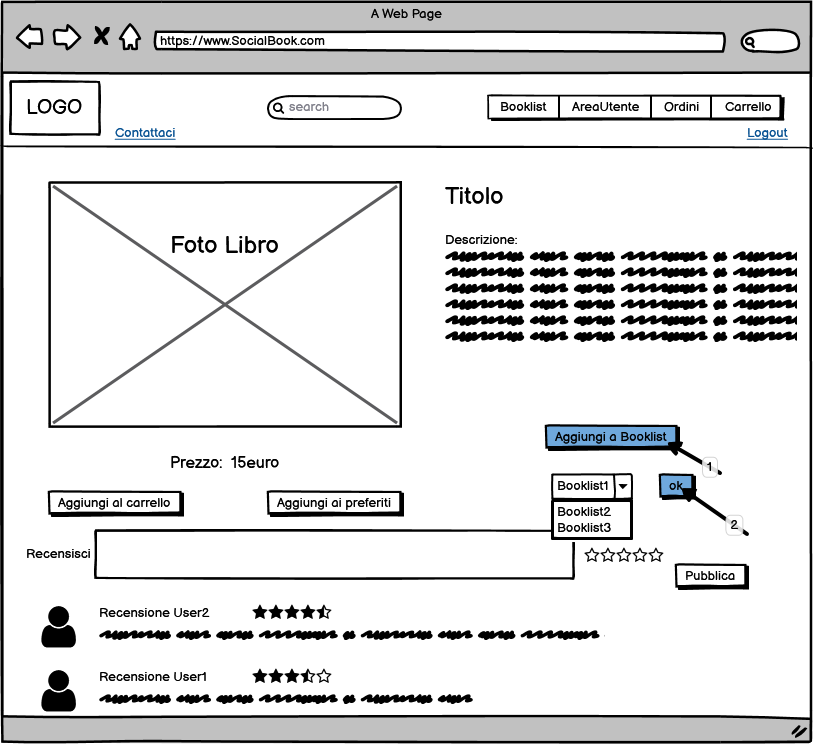 A Web Page
https://www.SocialBook.com
LOGO
search
Booklist AreaUtente Ordini Carrello
Contattaci
Logout
Foto Libro
Titolo
Descrizione:
Aggiungi a Booklist
1
Prezzo: 15euro
Booklist1
ok
Aggiungi al carrello
Aggiungi ai preferiti
Booklist2
Booklist3
2
Recensisci
Pubblica
Recensione User2
Recensione User1